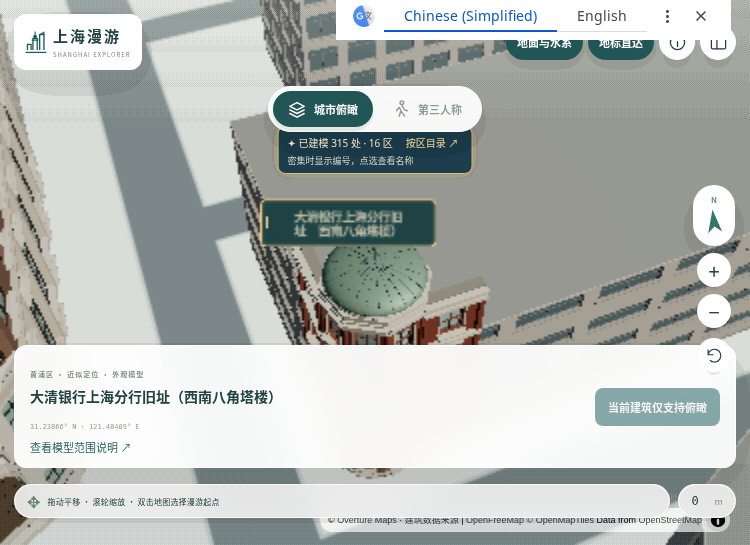 Chinese (Simplified)
English
上海漫游
SHANGHAI EXPLORER
地面与水系
地标直达
城市俯瞰
第三人称
✦ 已建模 315 处 · 16 区
按区目录 ↗
密集时显示编号，点选查看名称
大清银行上海分行旧
址（西南八角塔楼）
N
黄浦区 · 近似定位 · 外观模型
大清银行上海分行旧址（西南八角塔楼）
当前建筑仅支持俯瞰
31.23866° N · 121.48489° E
查看模型范围说明 ↗
拖动平移 · 滚轮缩放 · 双击地图选择漫游起点
0 m
© Overture Maps · 建筑数据来源 | OpenFreeMap © OpenMapTiles Data from OpenStreetMap